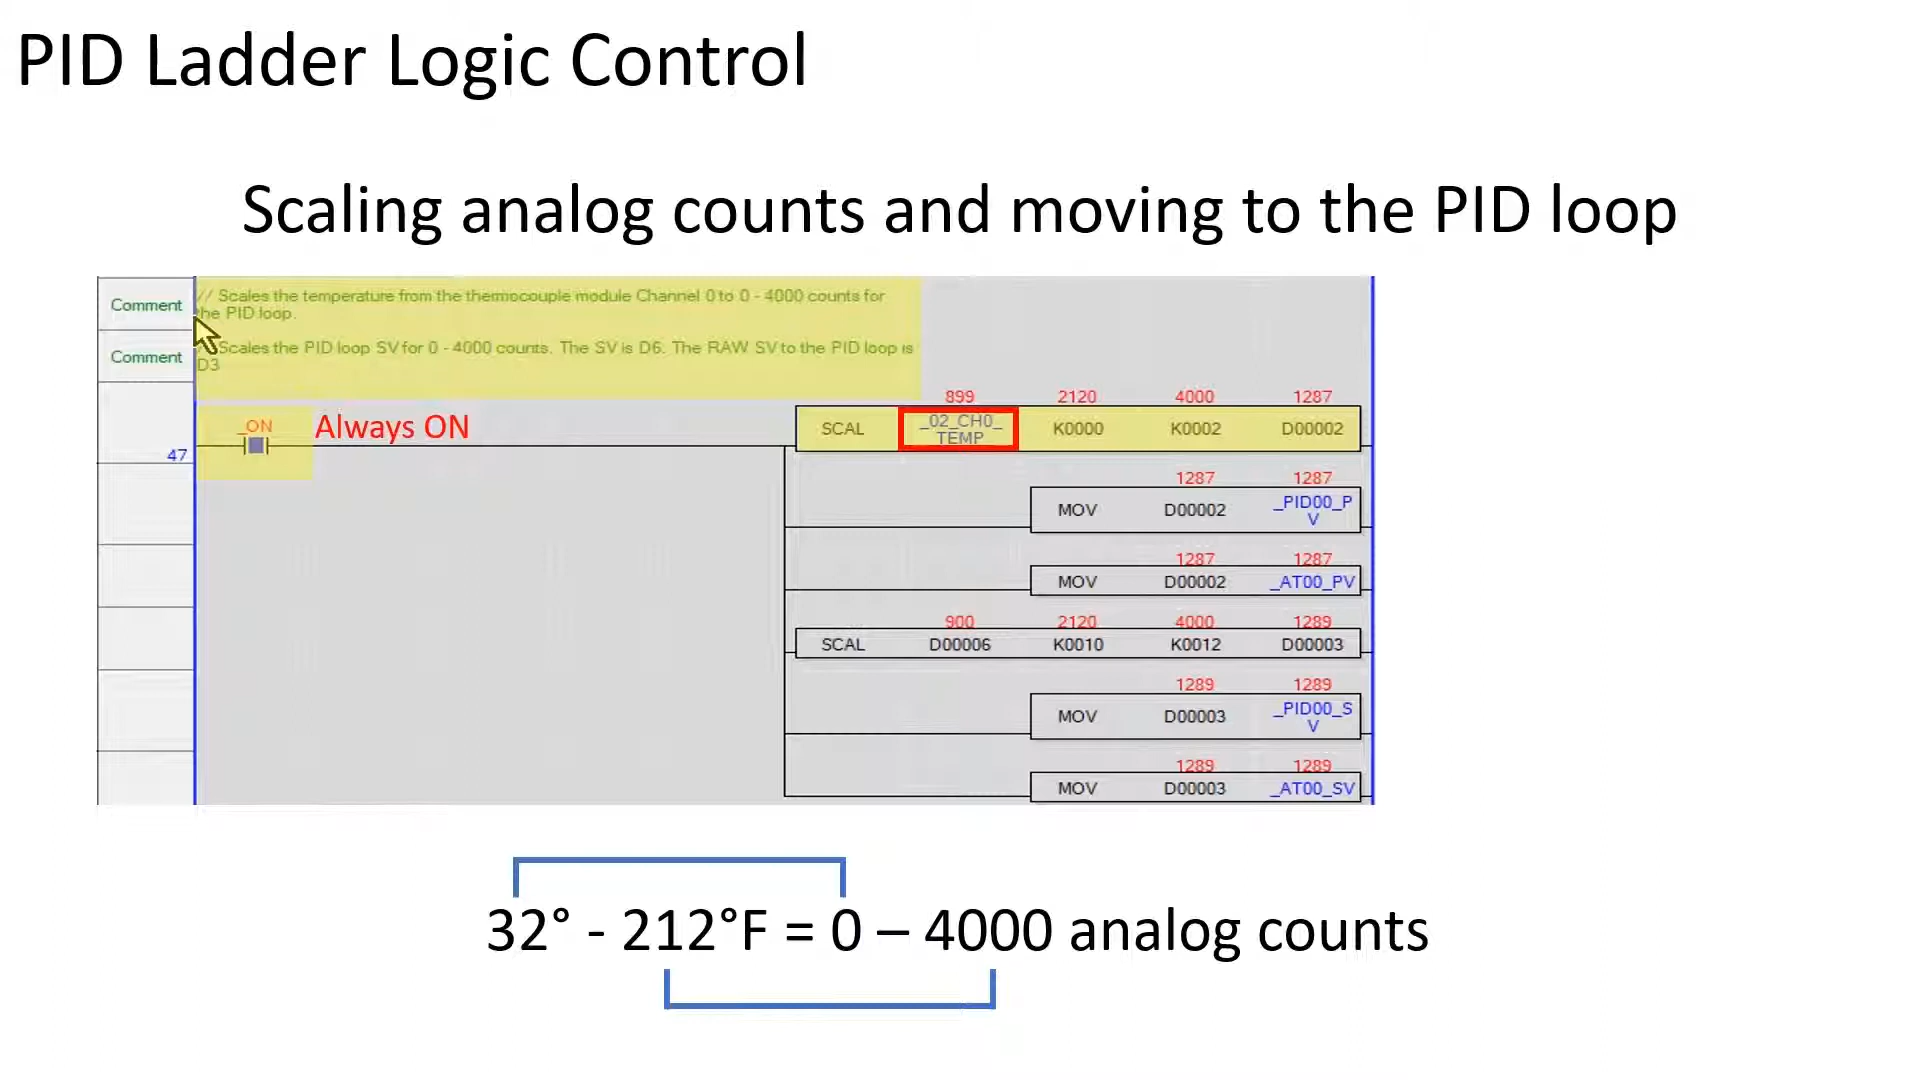 PID Ladder Logic Control
Scaling analog counts and moving to the PID loop
Comment
// Scales the temperature from the thermocouple module Channel 0 to 0 - 4000 counts for
the PID loop.
Comment
Scales the PID loop SV for 0 - 4000 counts. The SV is D6. The RAW SV to the PID loop is
D3
899 2120 4000 1287
_ON Always ON
SCAL _02_CH0_ K0000 K0002 D00002
TEMP
47
1287 1287
MOV D00002 _PID00_P
V
1287 1287
MOV D00002 _AT00_PV
900 2120 4000 1289
SCAL D00006 K0010 K0012 D00003
1289 1289
MOV D00003 _PID00_S
V
1289 1289
MOV D00003 _AT00_SV
32° - 212°F = 0 – 4000 analog counts